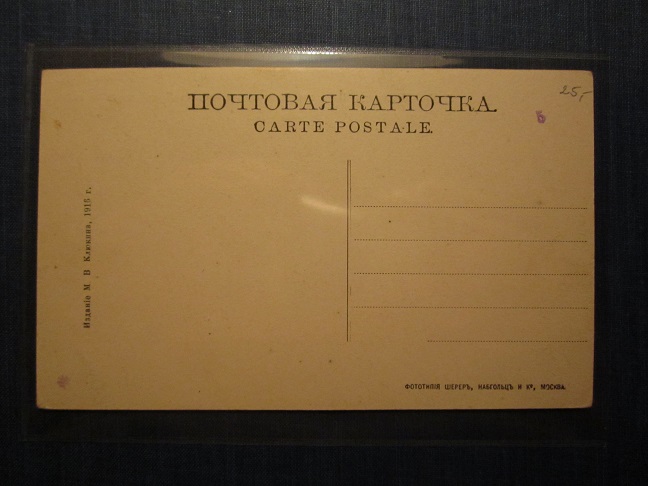 25,-
ПОЧТОВАЯ КАРТОЧКА.
CARTE POSTALE.
Изданіе М. В. Клюкина, 1915 г.
ФОТОТИПІЯ ШЕРЕРЪ, НАБГОЛЬЦЪ И Кº, МОСКВА.